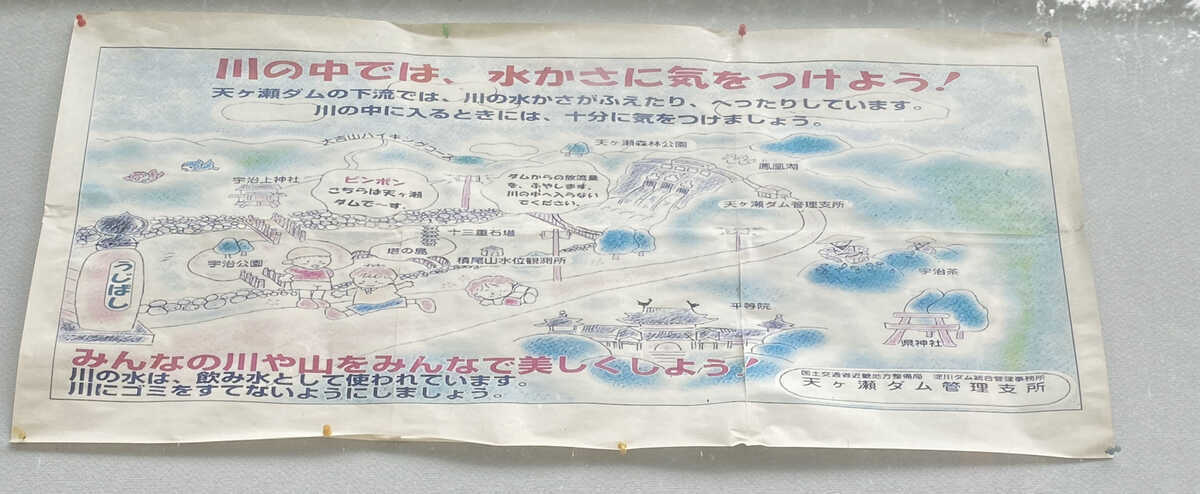 川の中では、水かさに気をつけよう!
天ヶ瀬ダムの下流では、川の水かさがふえたり、へったりしています。
川の中に入るときには、十分に気をつけましょう。
大吉山ハイキングコース
天ヶ瀬森林公園
鳳凰湖
宇治上神社
ピンポン
こちらは天ヶ瀬
ダムで〜す。
ダムからの放流量
を、ふやします。
川の中へ入らない
でください。
天ヶ瀬ダム管理支所
十三重石塔
塔の島
槙尾山水位観測所
宇治公園
宇治茶
うじばし
平等院
県神社
みんなの川や山をみんなで美しくしよう!
川の水は、飲み水として使われています。
川にゴミをすてないようにしましょう。
国土交通省近畿地方整備局 淀川ダム統合管理事務所
天ヶ瀬ダム管理支所